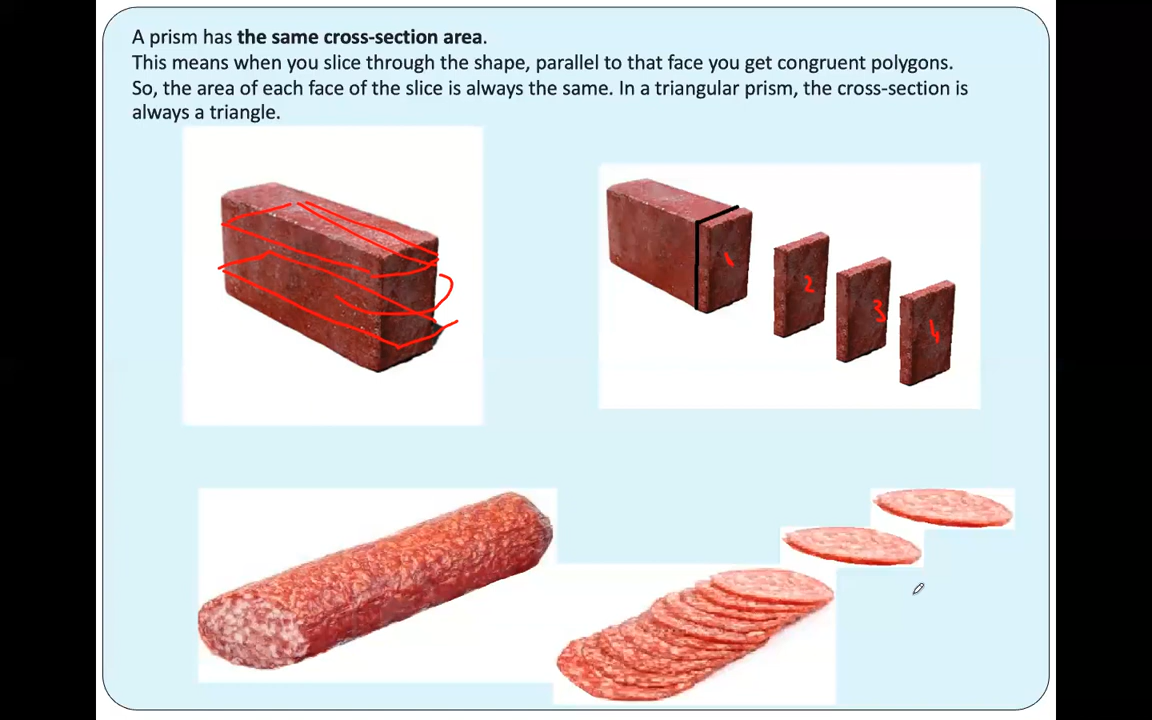 A prism has the same cross-section area.
This means when you slice through the shape, parallel to that face you get congruent polygons.
So, the area of each face of the slice is always the same. In a triangular prism, the cross-section is
always a triangle.
1
2
3
4